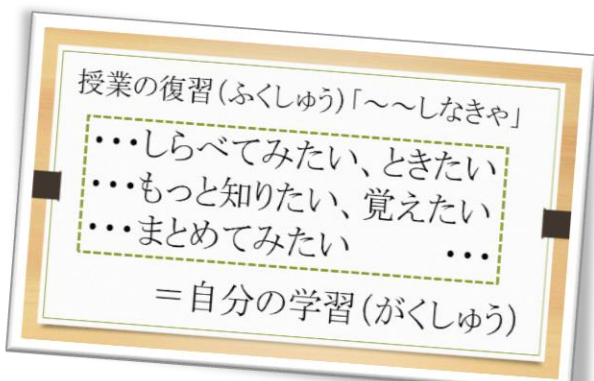 授業の復習(ふくしゅう)「～～しなきゃ」
・・・しらべてみたい、ときたい
・・・もっと知りたい、覚えたい
・・・まとめてみたい　　・・・
＝自分の学習(がくしゅう)